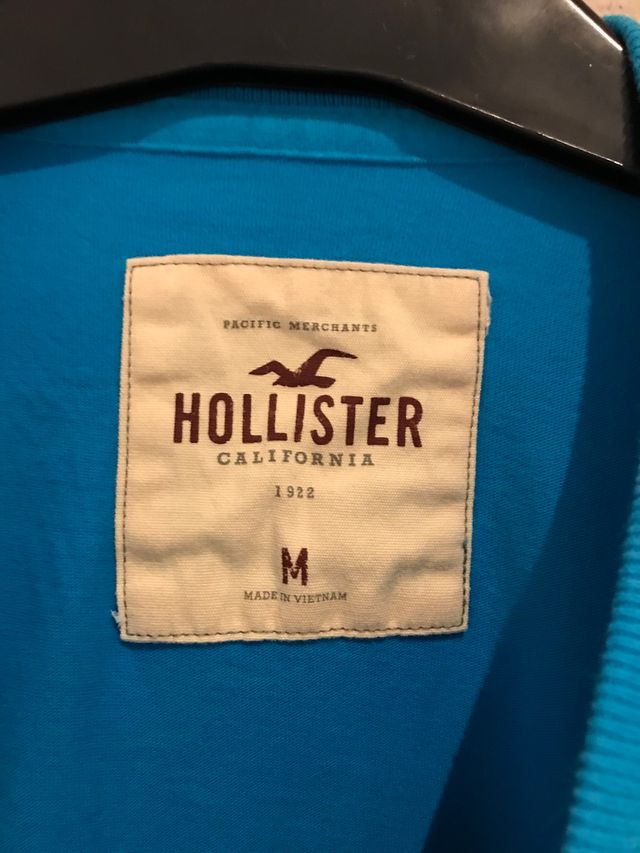 PACIFIC MERCHANTS
HOLLISTER
CALIFORNIA
1922
M
MADE IN VIETNAM